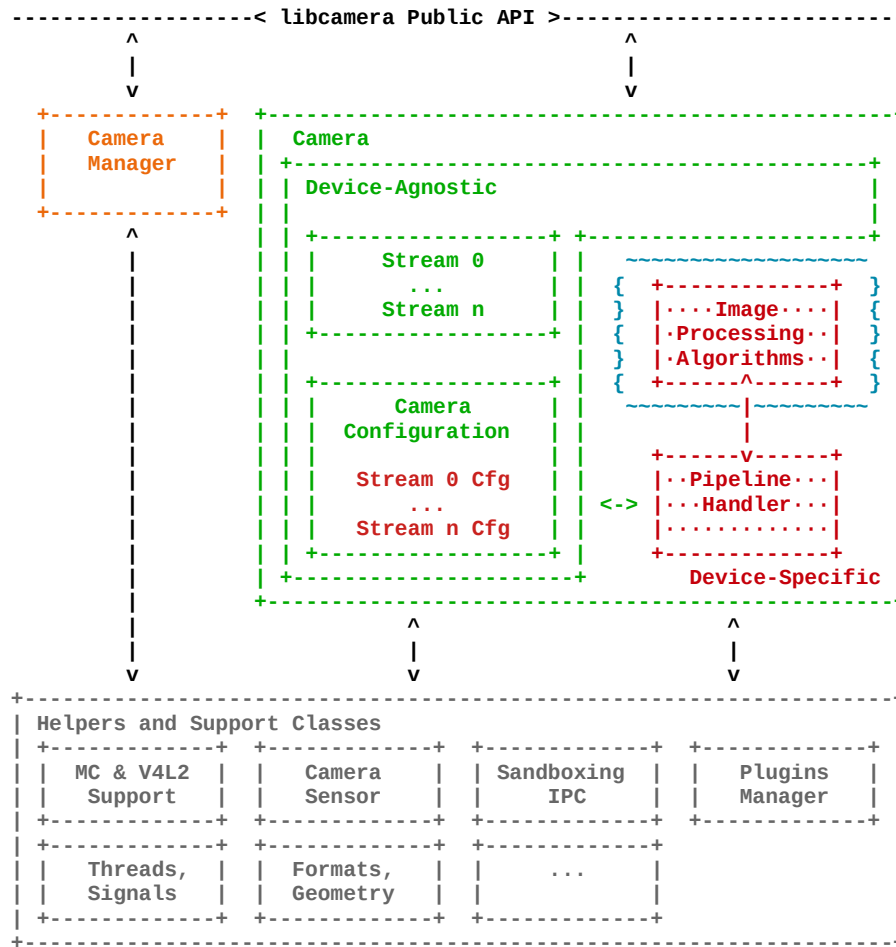 < libcamera Public API >
Camera
Manager
Camera
Device-Agnostic
Stream 0
...
Stream n
Image
Processing
Algorithms
Camera
Configuration
Stream 0 Cfg
...
Stream n Cfg
<->
Pipeline
Handler
Device-Specific
Helpers and Support Classes
MC & V4L2
Support
Camera
Sensor
Sandboxing
IPC
Plugins
Manager
Threads,
Signals
Formats,
Geometry
...